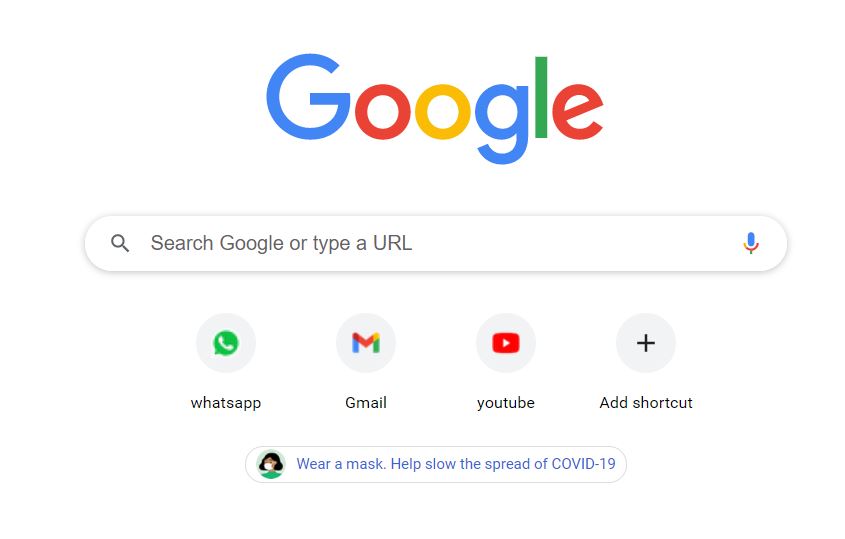 Google
Search Google or type a URL
whatsapp Gmail youtube Add shortcut
Wear a mask. Help slow the spread of COVID-19